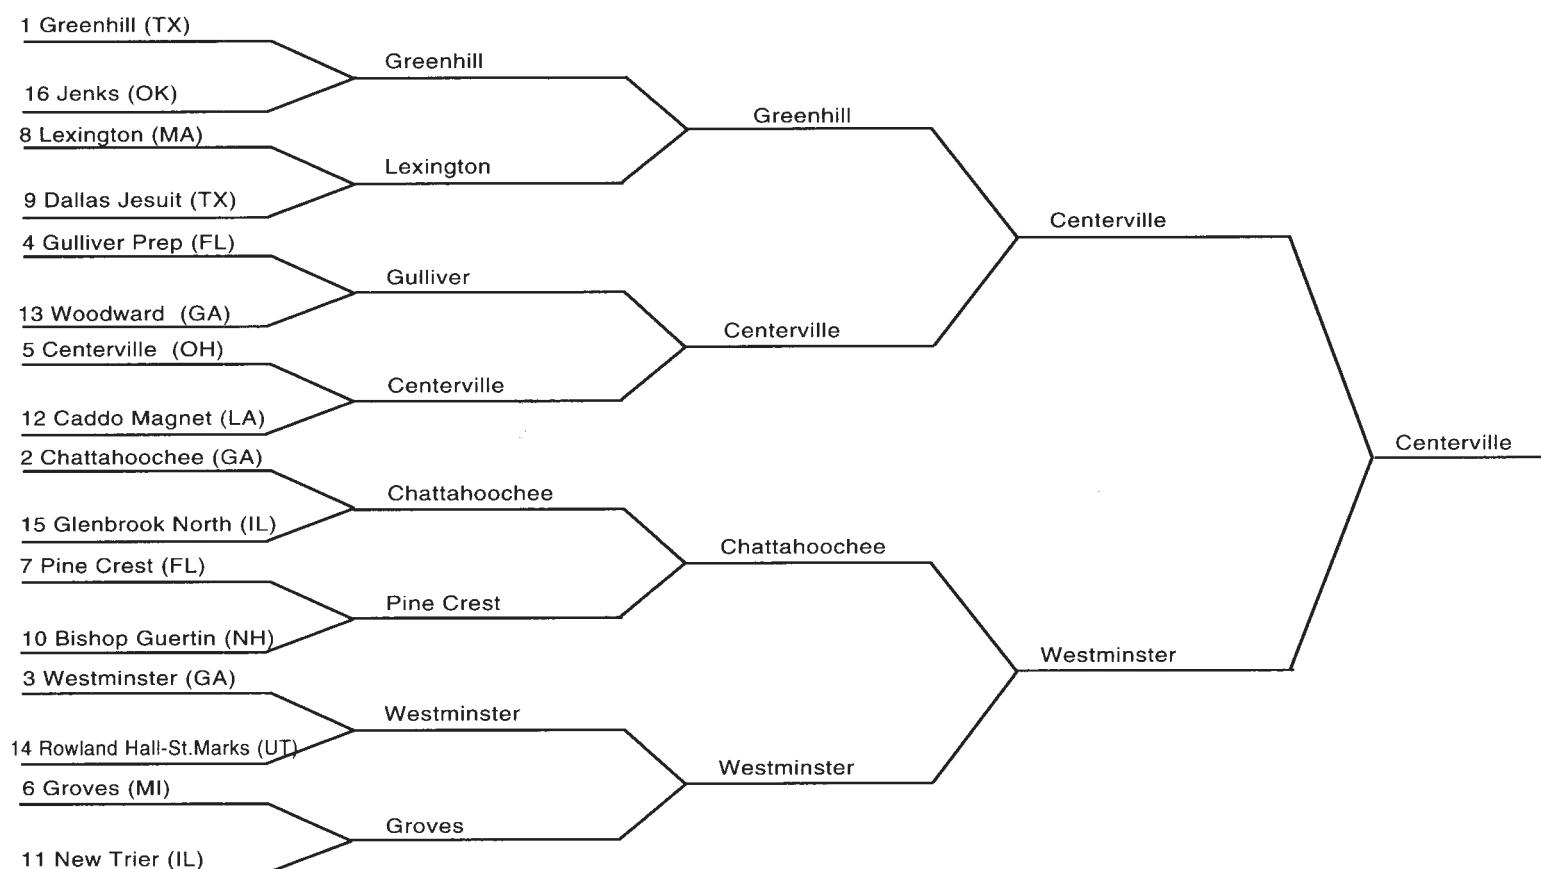 1 Greenhill (TX)
Greenhill
16 Jenks (OK)
Greenhill
8 Lexington (MA)
Lexington
9 Dallas Jesuit (TX)
Centerville
4 Gulliver Prep (FL)
Gulliver
13 Woodward (GA)
Centerville
5 Centerville (OH)
Centerville
12 Caddo Magnet (LA)
Centerville
2 Chattahoochee (GA)
Chattahoochee
15 Glenbrook North (IL)
Chattahoochee
7 Pine Crest (FL)
Pine Crest
10 Bishop Guertin (NH)
Westminster
3 Westminster (GA)
Westminster
14 Rowland Hall-St.Marks (UT)
Westminster
6 Groves (MI)
Groves
11 New Trier (IL)